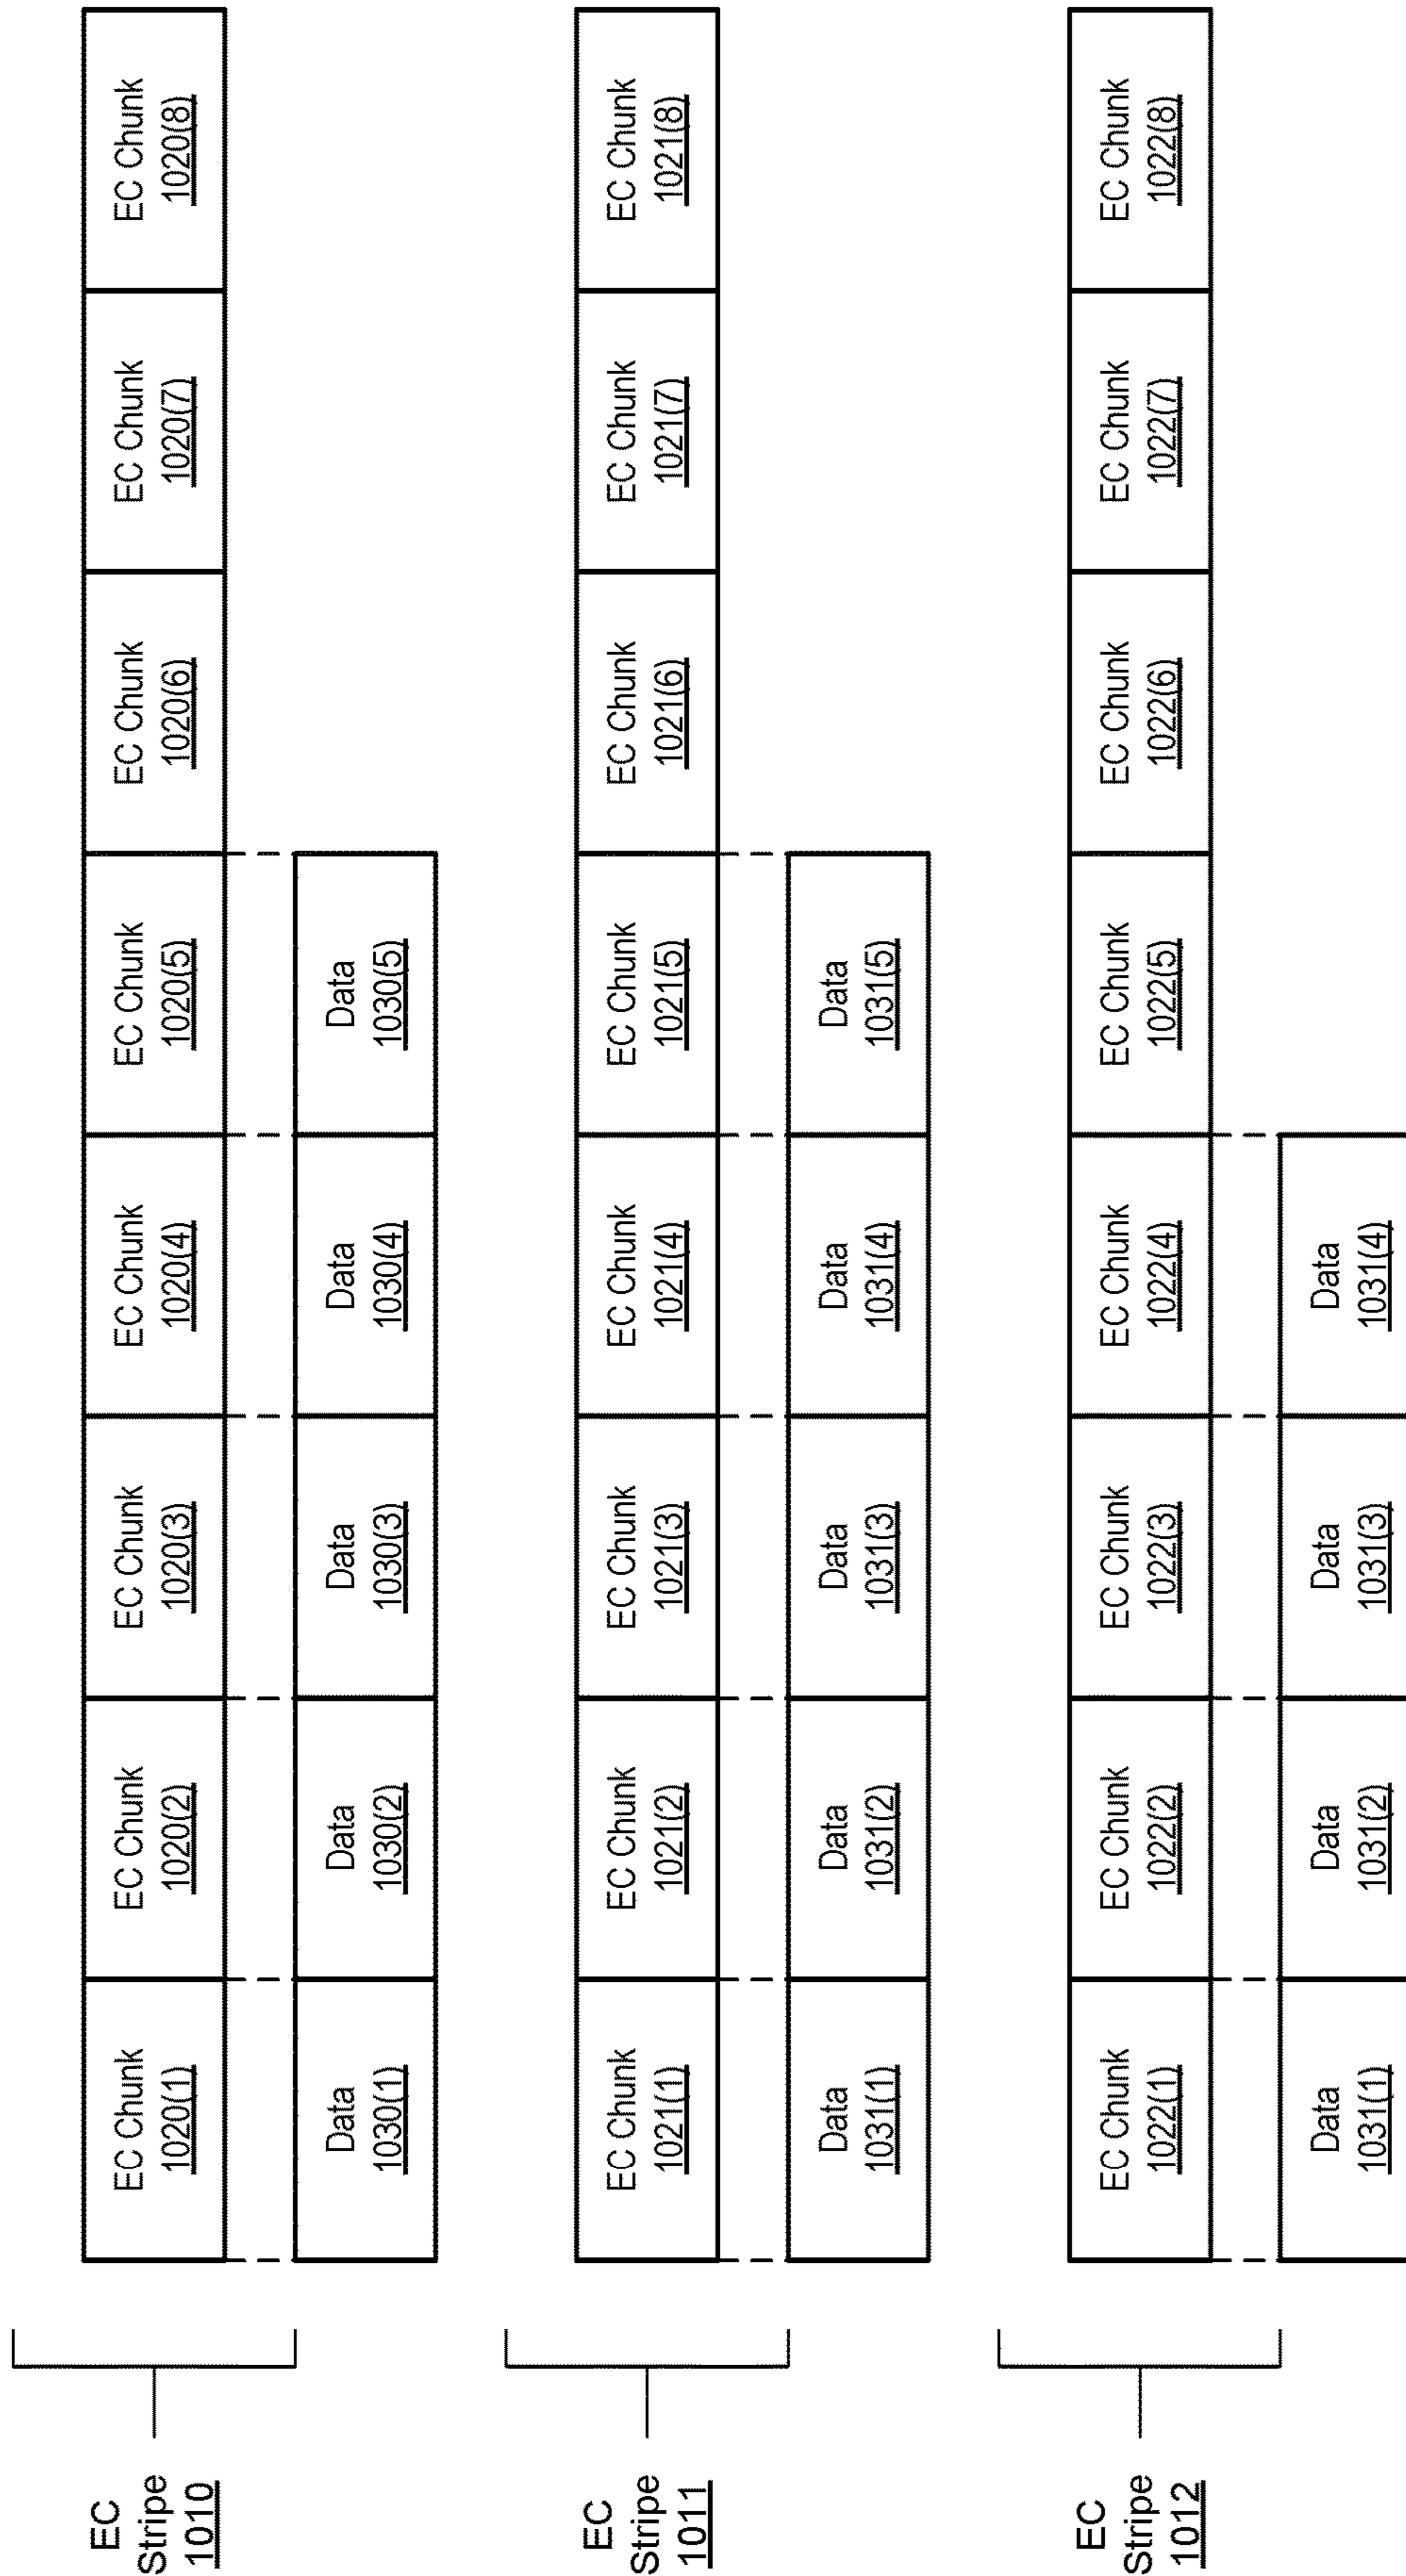 EC
Stripe
1010
EC Chunk
1020(1)
EC Chunk
1020(2)
EC Chunk
1020(3)
EC Chunk
1020(4)
EC Chunk
1020(5)
EC Chunk
1020(6)
EC Chunk
1020(7)
EC Chunk
1020(8)
Data
1030(1)
Data
1030(2)
Data
1030(3)
Data
1030(4)
Data
1030(5)
EC
Stripe
1011
EC Chunk
1021(1)
EC Chunk
1021(2)
EC Chunk
1021(3)
EC Chunk
1021(4)
EC Chunk
1021(5)
EC Chunk
1021(6)
EC Chunk
1021(7)
EC Chunk
1021(8)
Data
1031(1)
Data
1031(2)
Data
1031(3)
Data
1031(4)
Data
1031(5)
EC
Stripe
1012
EC Chunk
1022(1)
EC Chunk
1022(2)
EC Chunk
1022(3)
EC Chunk
1022(4)
EC Chunk
1022(5)
EC Chunk
1022(6)
EC Chunk
1022(7)
EC Chunk
1022(8)
Data
1031(1)
Data
1031(2)
Data
1031(3)
Data
1031(4)